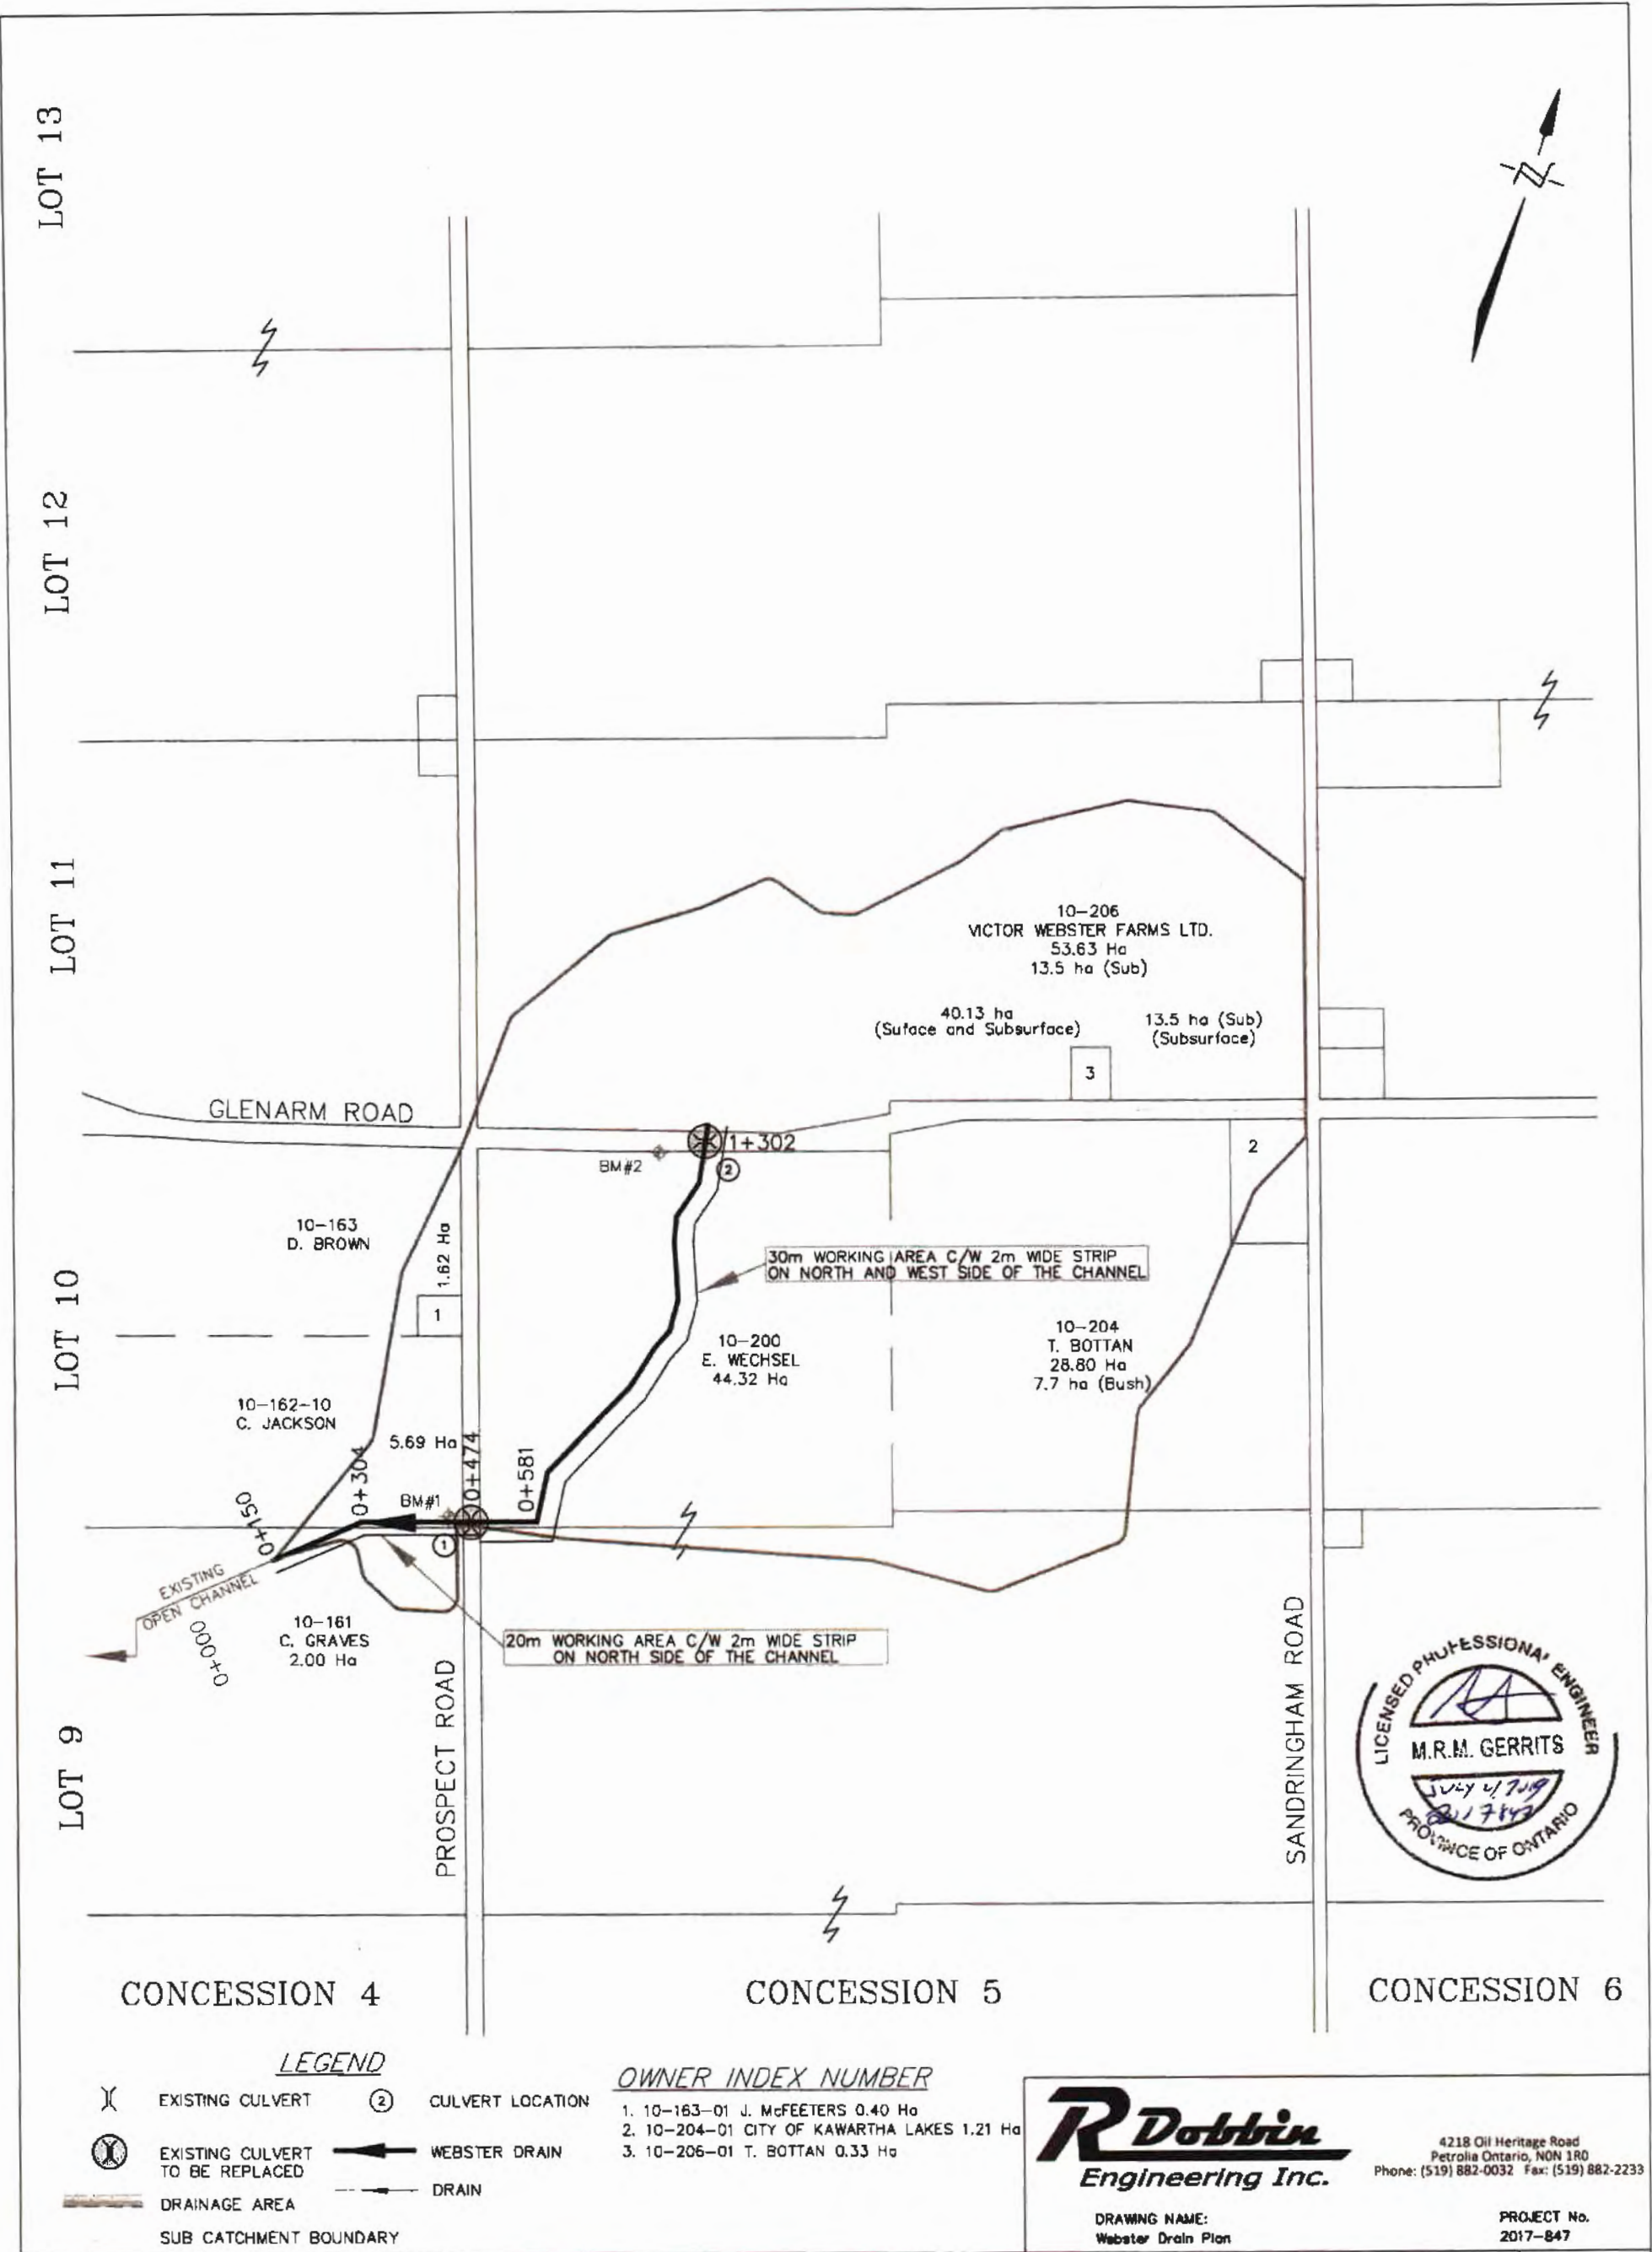 LOT 13
LOT 12
LOT 11
LOT 10
LOT 9
10-206
VICTOR WEBSTER FARMS LTD.
53.63 Ha
13.5 ha (Sub)
40.13 ha
(Suface and Subsurface)
13.5 ha (Sub)
(Subsurface)
3
GLENARM ROAD
1+302
BM#2
2
2
10-163
D. BROWN
1.62 Ha
1
30m WORKING AREA C/W 2m WIDE STRIP
ON NORTH AND WEST SIDE OF THE CHANNEL
10-200
E. WECHSEL
44.32 Ha
10-204
T. BOTTAN
28.80 Ha
7.7 ha (Bush)
10-162-10
C. JACKSON
5.69 Ha
0+150
0+304
BM#1
0+474
0+581
1
EXISTING
OPEN CHANNEL
0+000
10-161
C. GRAVES
2.00 Ha
20m WORKING AREA C/W 2m WIDE STRIP
ON NORTH SIDE OF THE CHANNEL
PROSPECT ROAD
SANDRINGHAM ROAD
LICENSED PROFESSIONAL ENGINEER
M.R.M. GERRITS
PROVINCE OF ONTARIO
CONCESSION 4
CONCESSION 5
CONCESSION 6
LEGEND
EXISTING CULVERT
2
CULVERT LOCATION
EXISTING CULVERT
TO BE REPLACED
WEBSTER DRAIN
DRAINAGE AREA
DRAIN
SUB CATCHMENT BOUNDARY
OWNER INDEX NUMBER
1. 10-163-01 J. McFEETERS 0.40 Ha
2. 10-204-01 CITY OF KAWARTHA LAKES 1.21 Ha
3. 10-206-01 T. BOTTAN 0.33 Ha
R Dobbin
Engineering Inc.
4218 Oil Heritage Road
Petrolia Ontario, N0N 1R0
Phone: (519) 882-0032 Fax: (519) 882-2233
DRAWING NAME:
Webster Drain Plan
PROJECT No.
2017-847